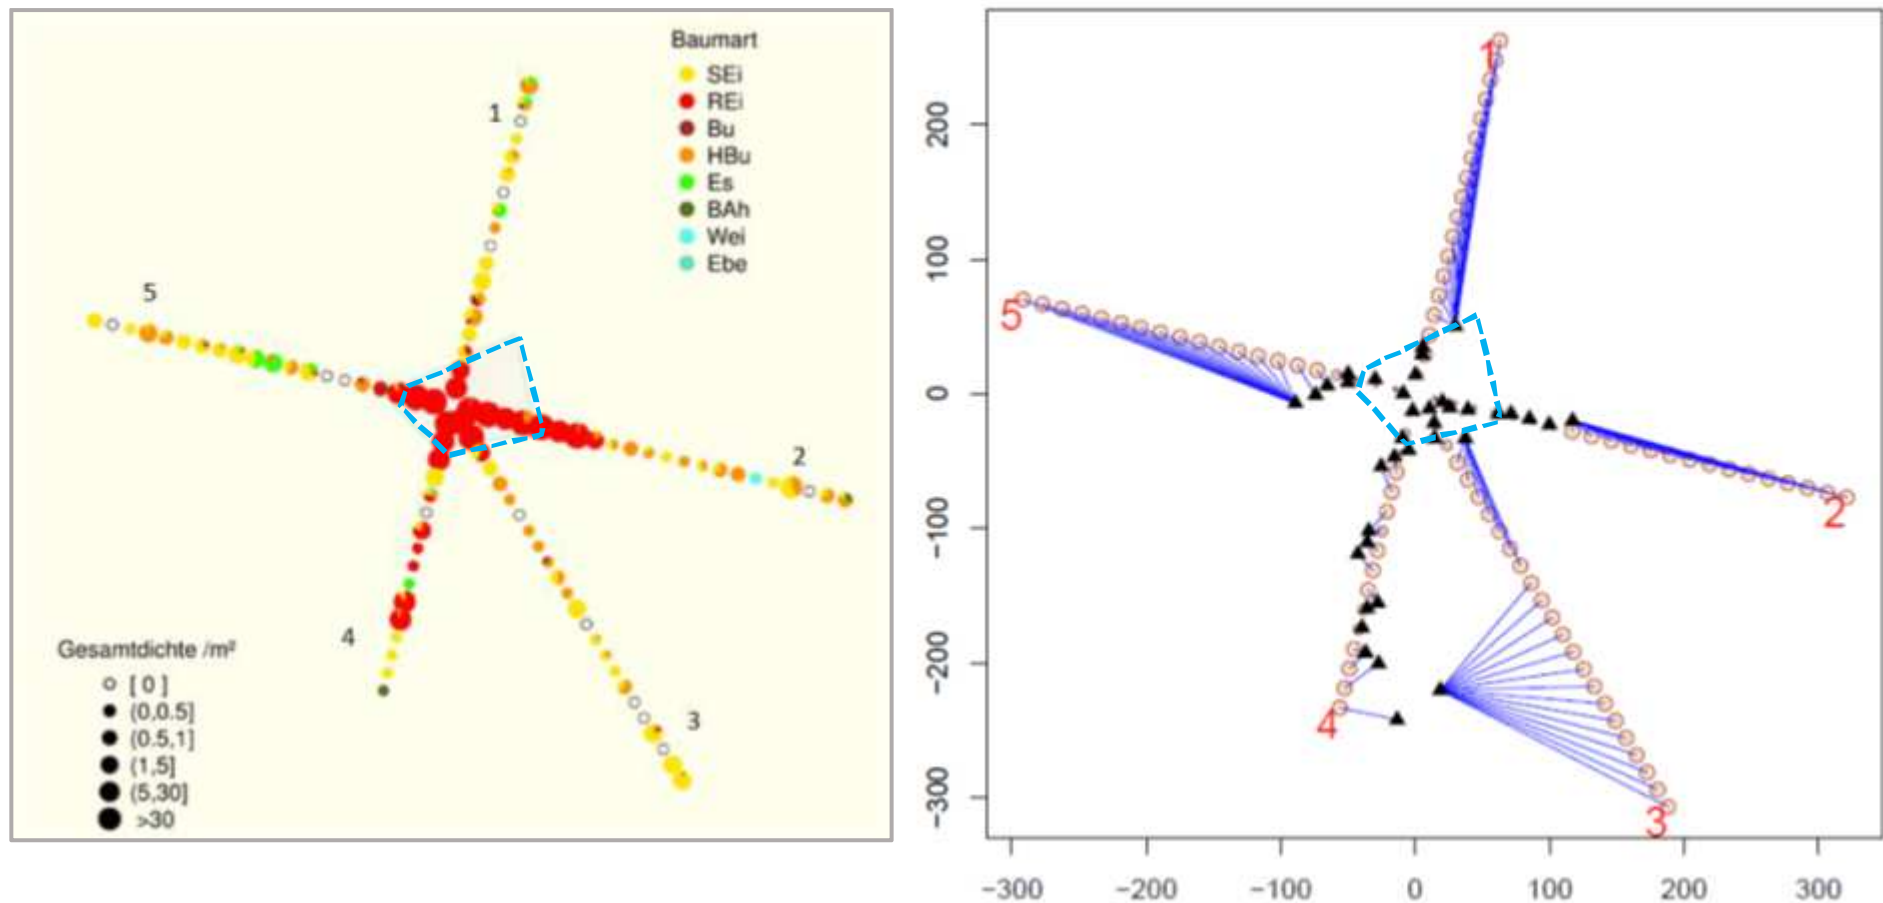 Baumart
SEi
REi
Bu
HBu
Es
BAh
Wei
Ebe
1
2
3
4
5
Gesamtdichte /m²
[ 0 ]
(0,0.5]
(0.5,1]
(1,5]
(5,30]
>30
1
2
3
4
5
200
100
0
−100
−200
−300
−300
−200
−100
0
100
200
300